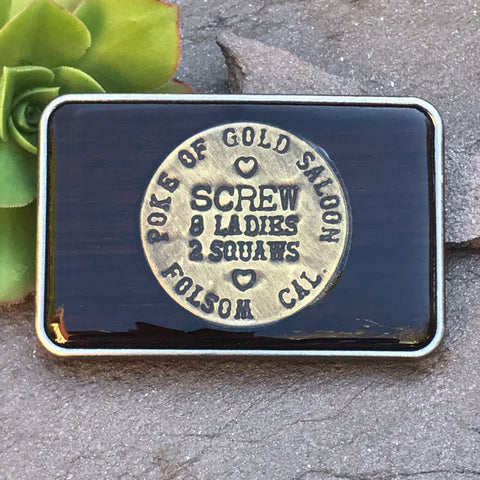 POKE OF GOLD SALOON
SCREW
8 LADIES
2 SQUAWS
FOLSOM CAL.